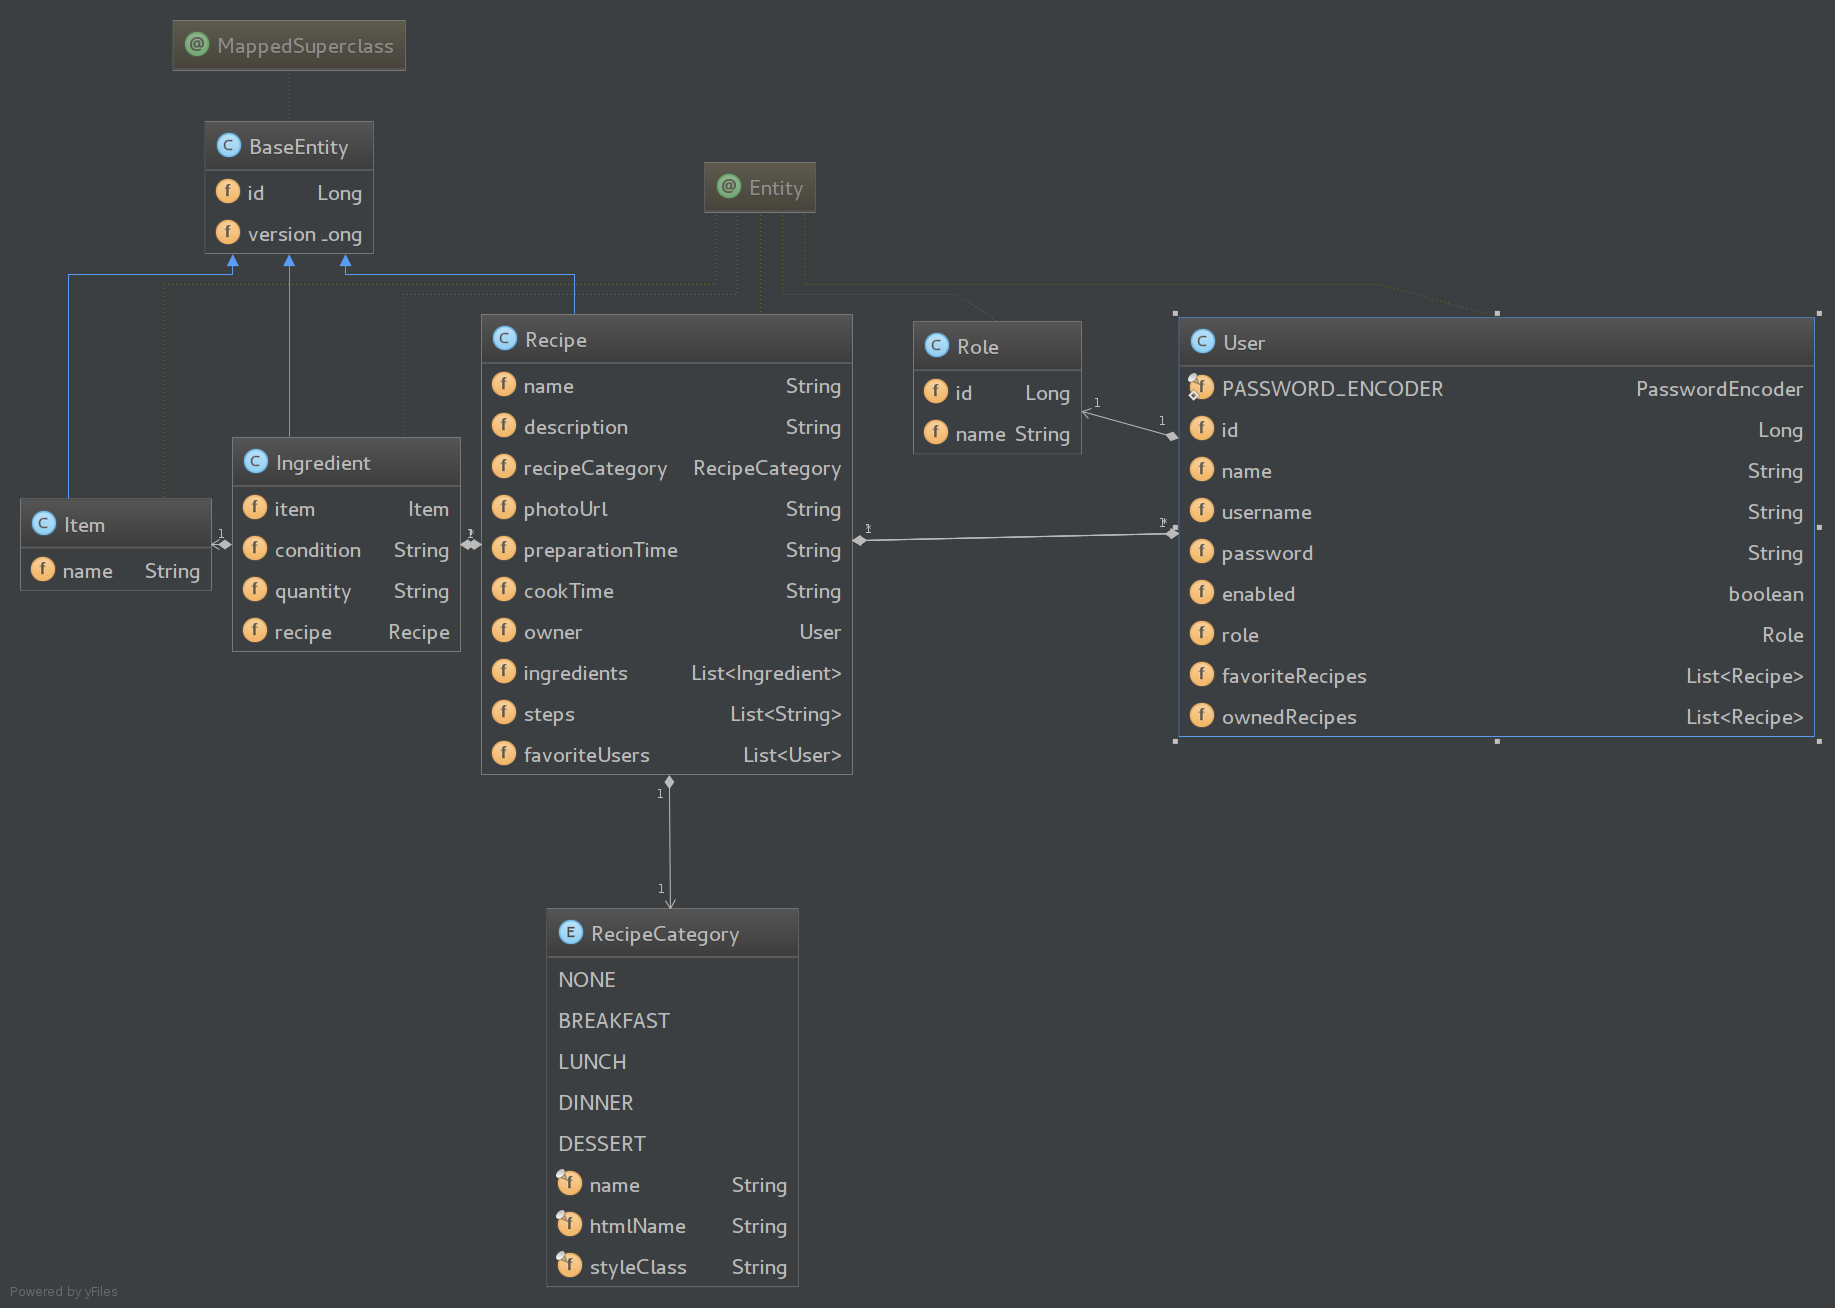 @ MappedSuperclass
C BaseEntity
f id Long
f version ong
@ Entity
C Recipe
f name String
f description String
f recipeCategory RecipeCategory
f photoUrl String
f preparationTime String
f cookTime String
f owner User
f ingredients List<Ingredient>
f steps List<String>
f favoriteUsers List<User>
C Role
f id Long
f name String
C User
f PASSWORD_ENCODER PasswordEncoder
f id Long
f name String
f username String
f password String
f enabled boolean
f role Role
f favoriteRecipes List<Recipe>
f ownedRecipes List<Recipe>
1
1
C Ingredient
f item Item
f condition String
f quantity String
f recipe Recipe
C Item
f name String
1
1
1
E RecipeCategory
NONE
BREAKFAST
LUNCH
DINNER
DESSERT
f name String
f htmlName String
f styleClass String
Powered by yFiles